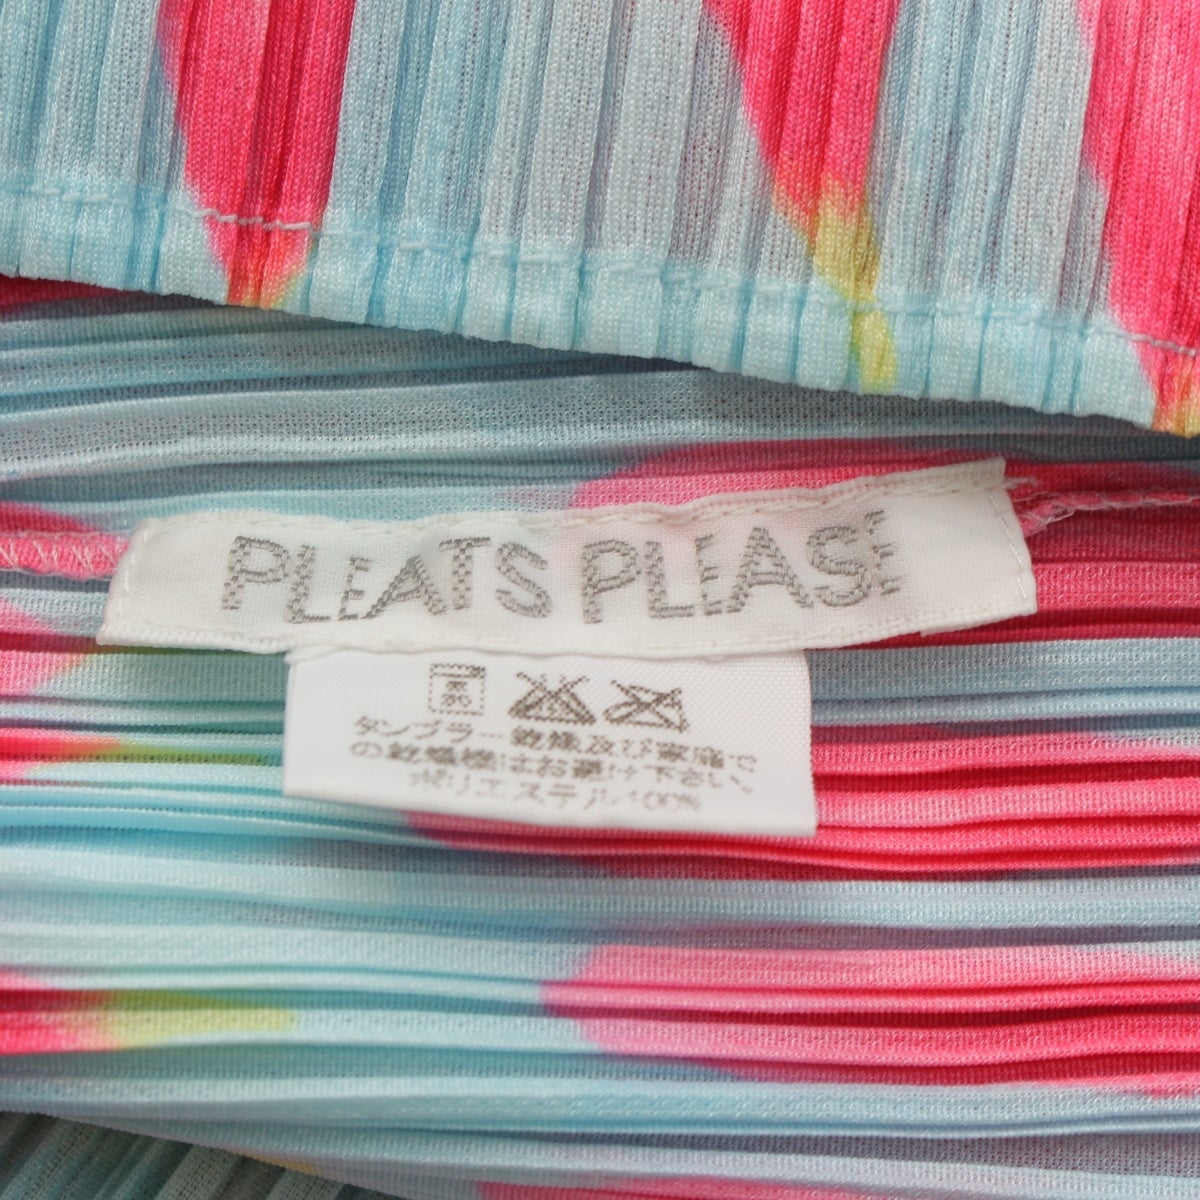 PLEATS PLEASE
タンブラー乾燥及び家庭で
の乾燥機はお避け下さい。
ポリエステル100%